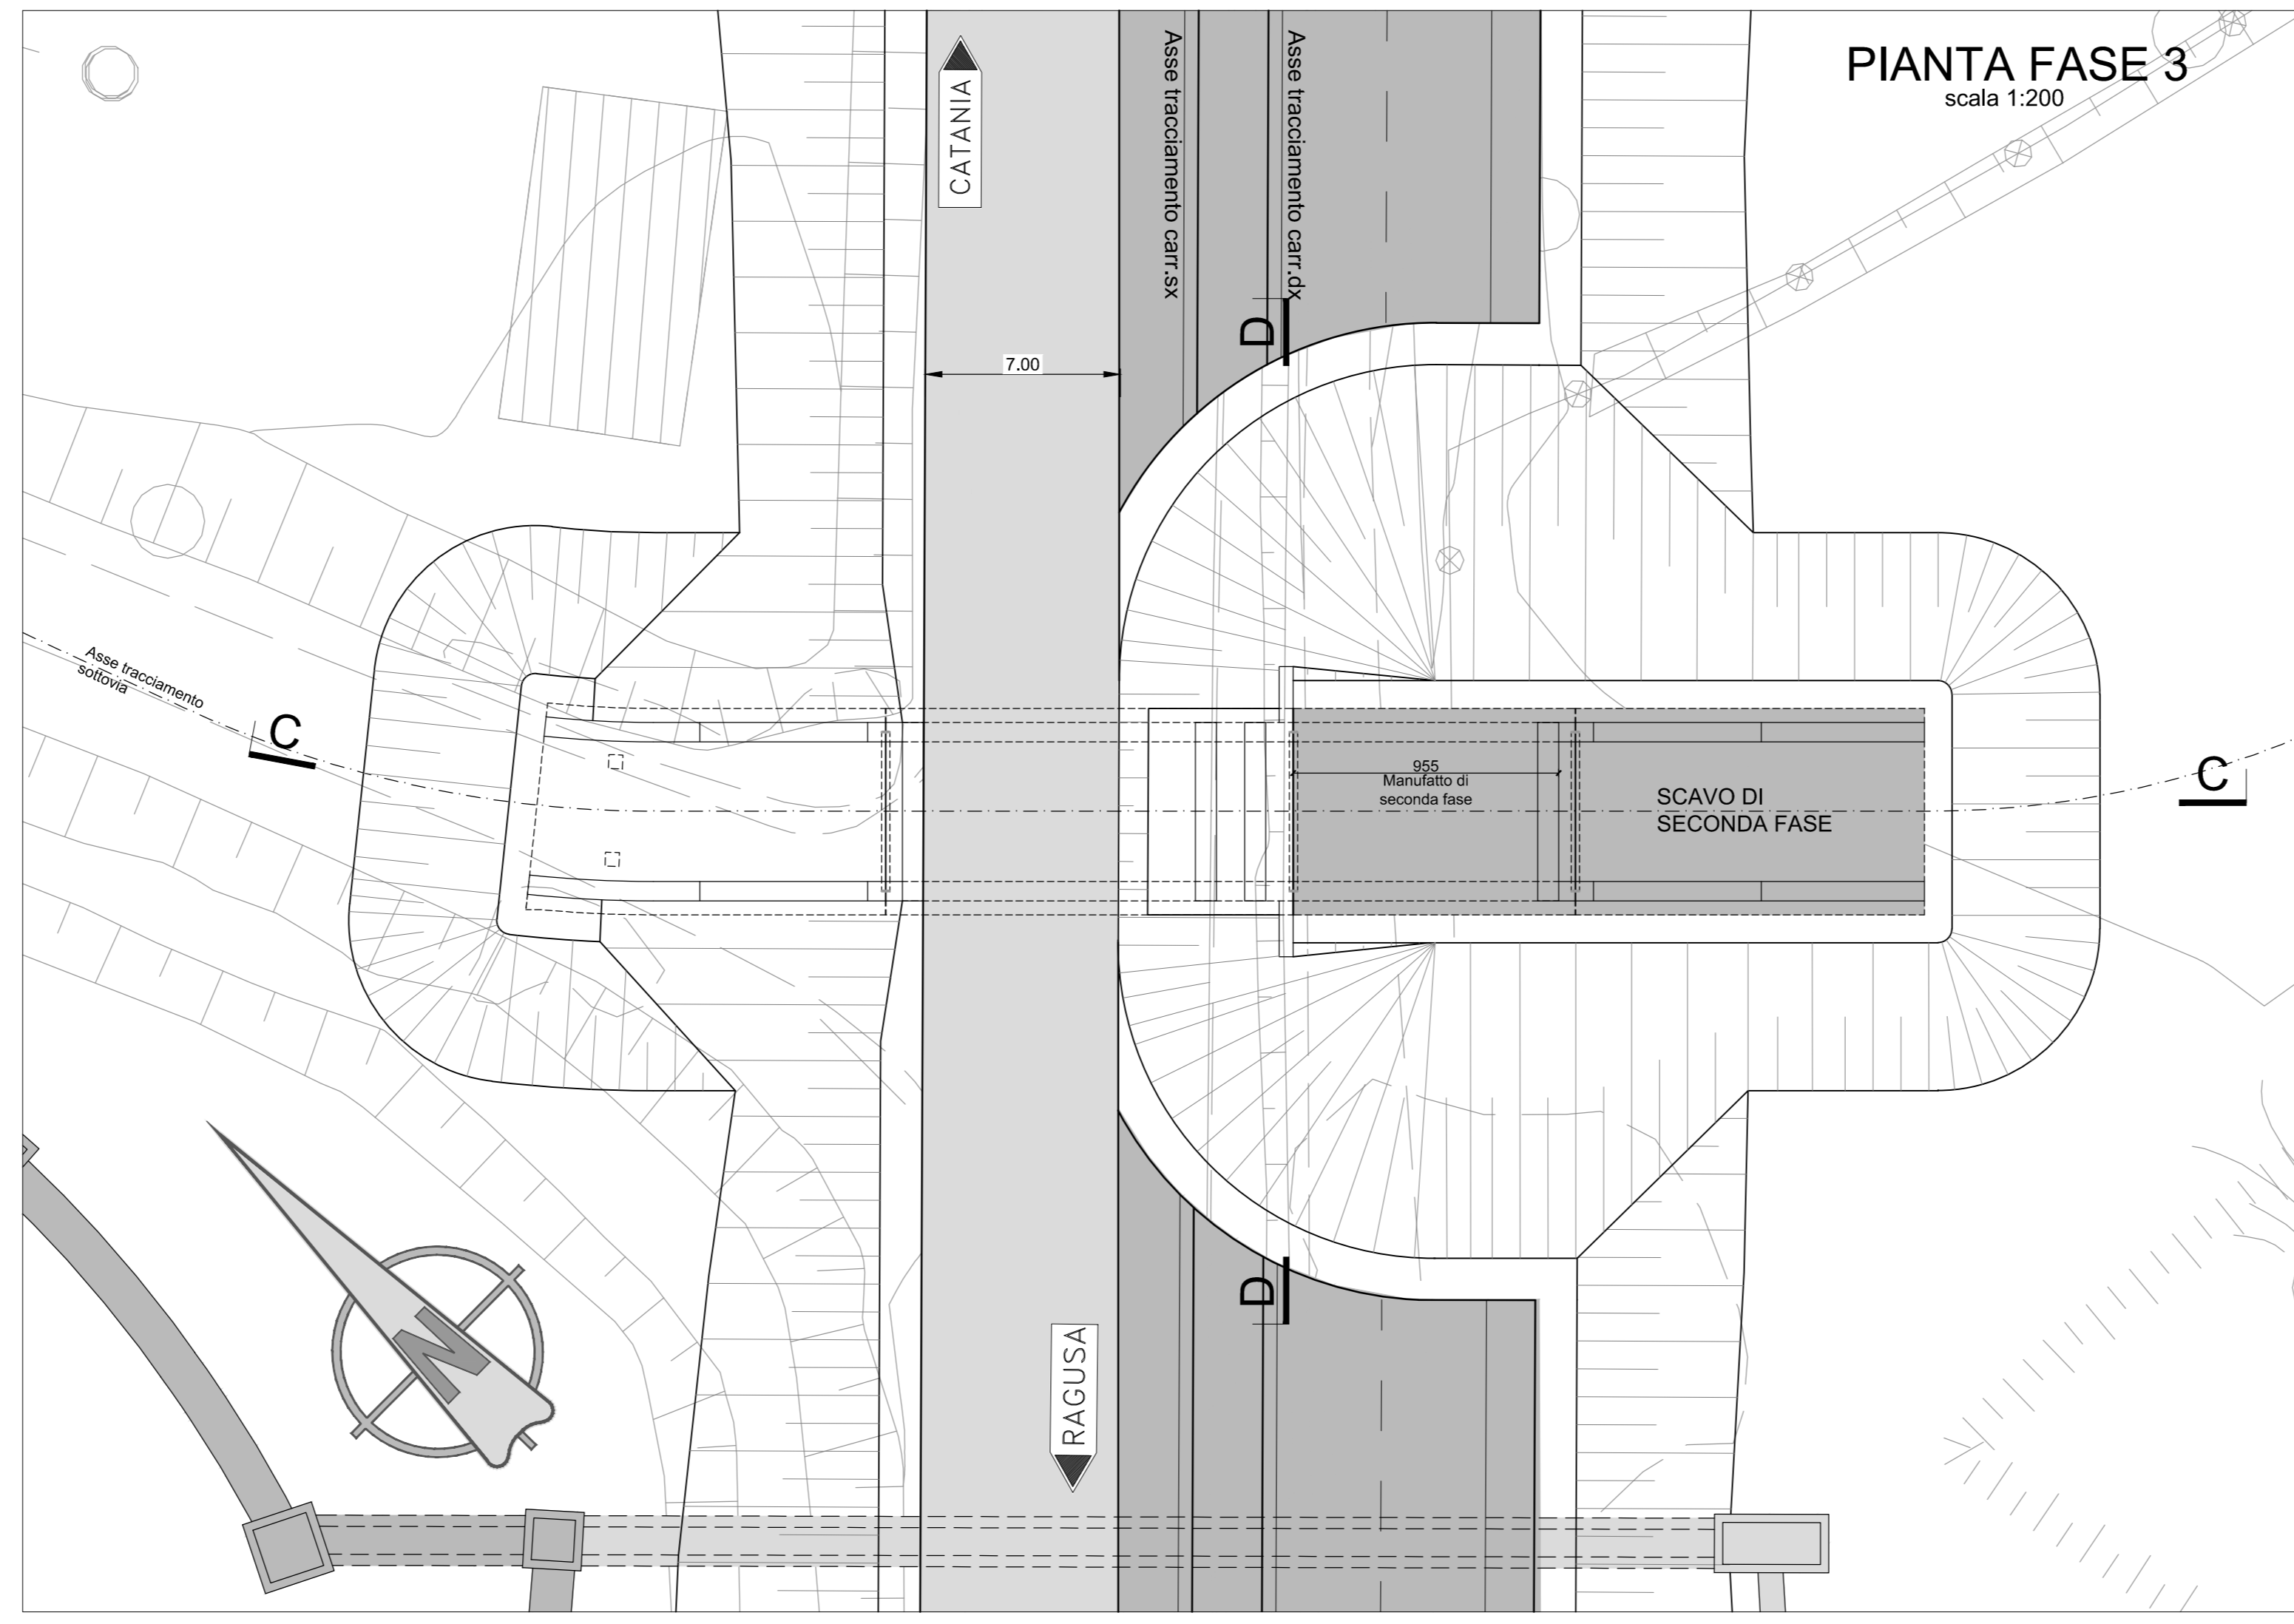 PIANTA FASE 3
scala 1:200
CATANIA
Asse tracciamento carr.sx
Asse tracciamento carr.dx
D
7.00
Asse tracciamento
sottovia
C
955
Manufatto di
seconda fase
SCAVO DI
SECONDA FASE
C
D
RAGUSA
N